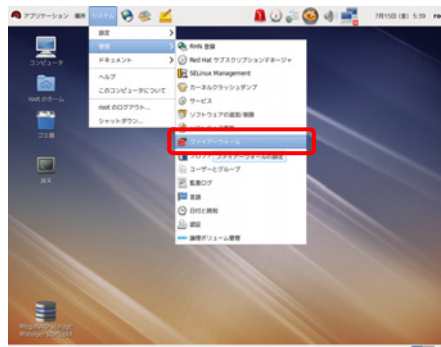 アプリケーション 場所 システム 7月15日 (金) 5:39
設定
管理
ドキュメント
ヘルプ
このコンピューターについて
root のログアウト...
シャットダウン...
RHN 登録
Red Hat サブスクリプションマネージャ
SELinux Management
カーネルクラッシュダンプ
サービス
ソフトウェアの追加/削除
ファイアーウォール
ファイアーウォールの設定
ユーザーとグループ
監査ログ
言語
日付と時刻
認証
論理ボリューム管理
コンピュータ
root のホーム
ゴミ箱
端末
MegaRAID Storage
Manager StartupUI